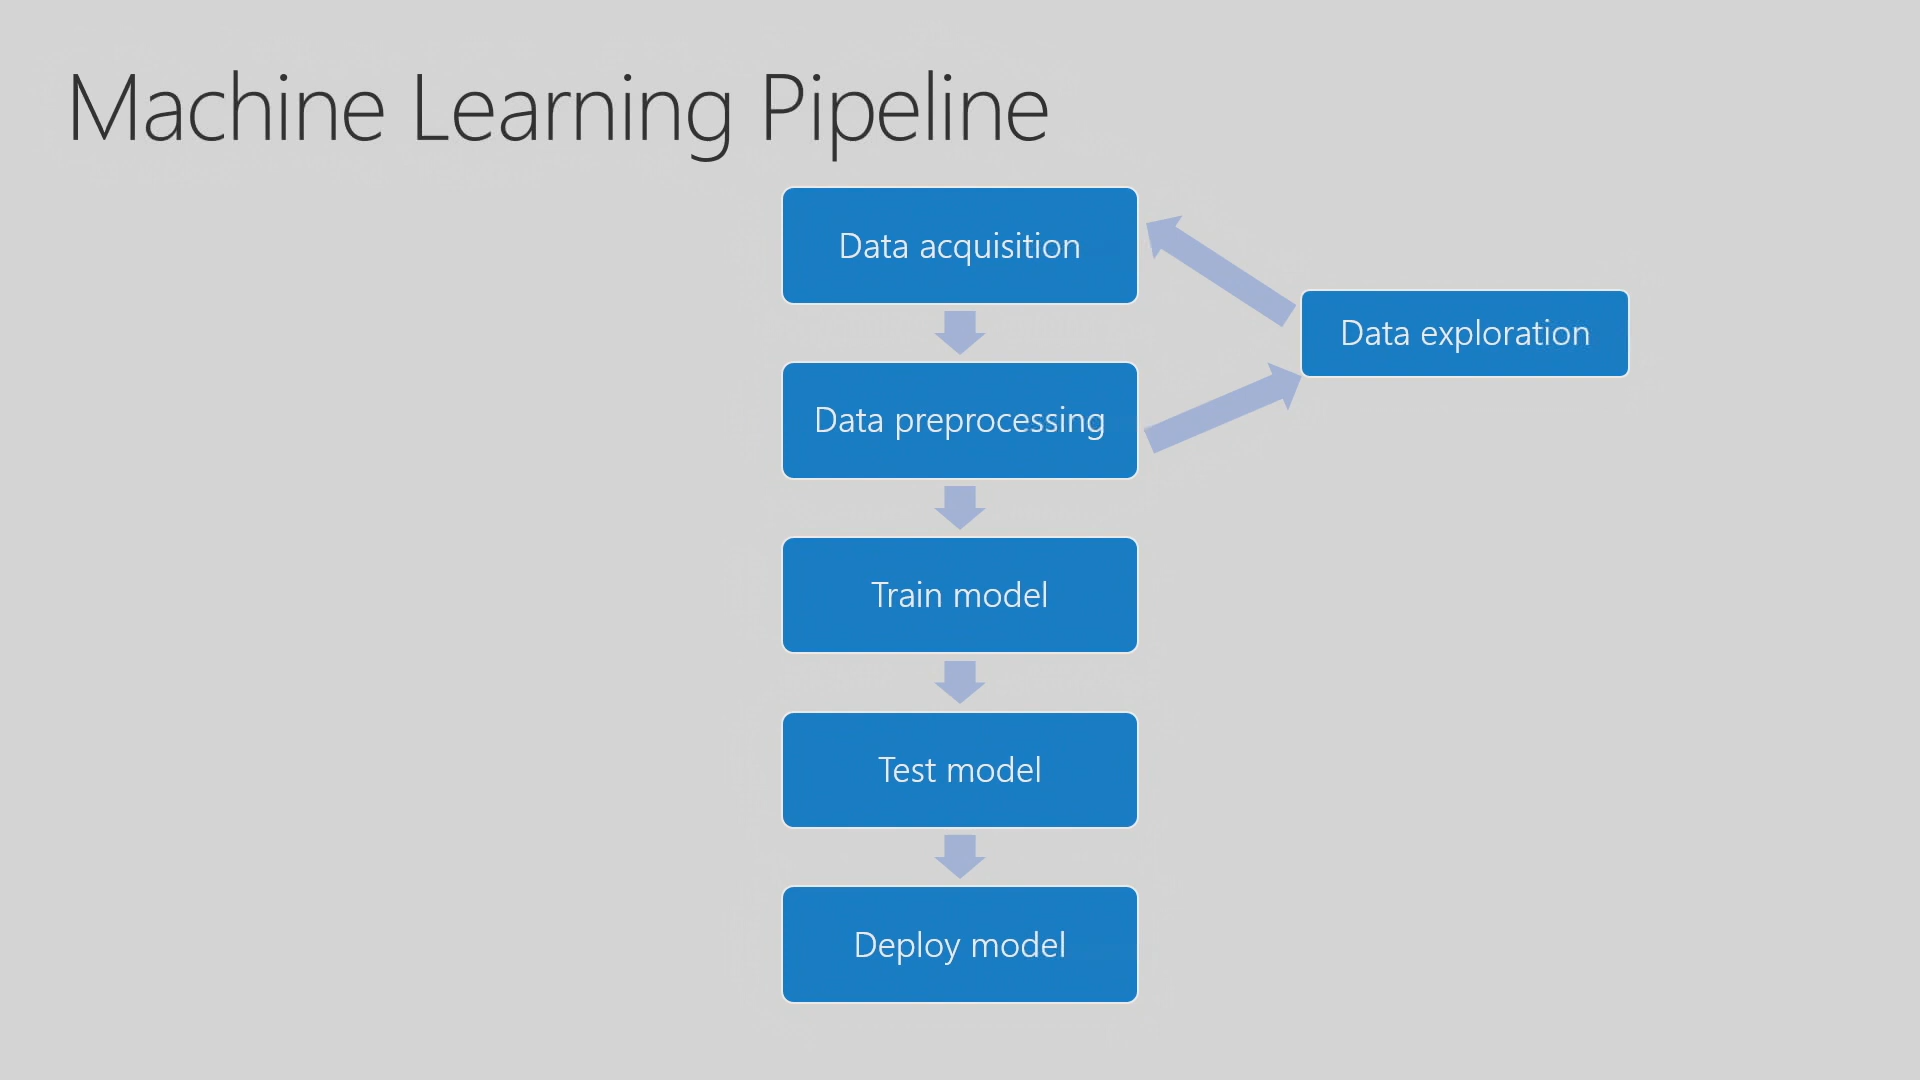 Machine Learning Pipeline
Data acquisition
Data exploration
Data preprocessing
Train model
Test model
Deploy model